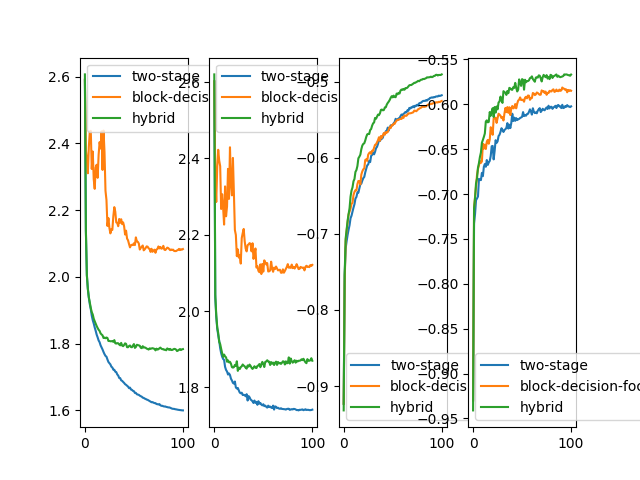 2.6
2.4
2.2
2.0
1.8
1.6
0
100
two-stage
block-decis
hybrid
2.4
2.2
2.0
1.8
0
100
two-stage
block-decis
hybrid
−0.5
−0.6
−0.7
−0.8
−0.9
0
100
two-stage
block-decis
hybrid
−0.55
−0.60
−0.65
−0.70
−0.75
−0.80
−0.85
−0.90
−0.95
0
100
two-stage
block-decision-foc
hybrid